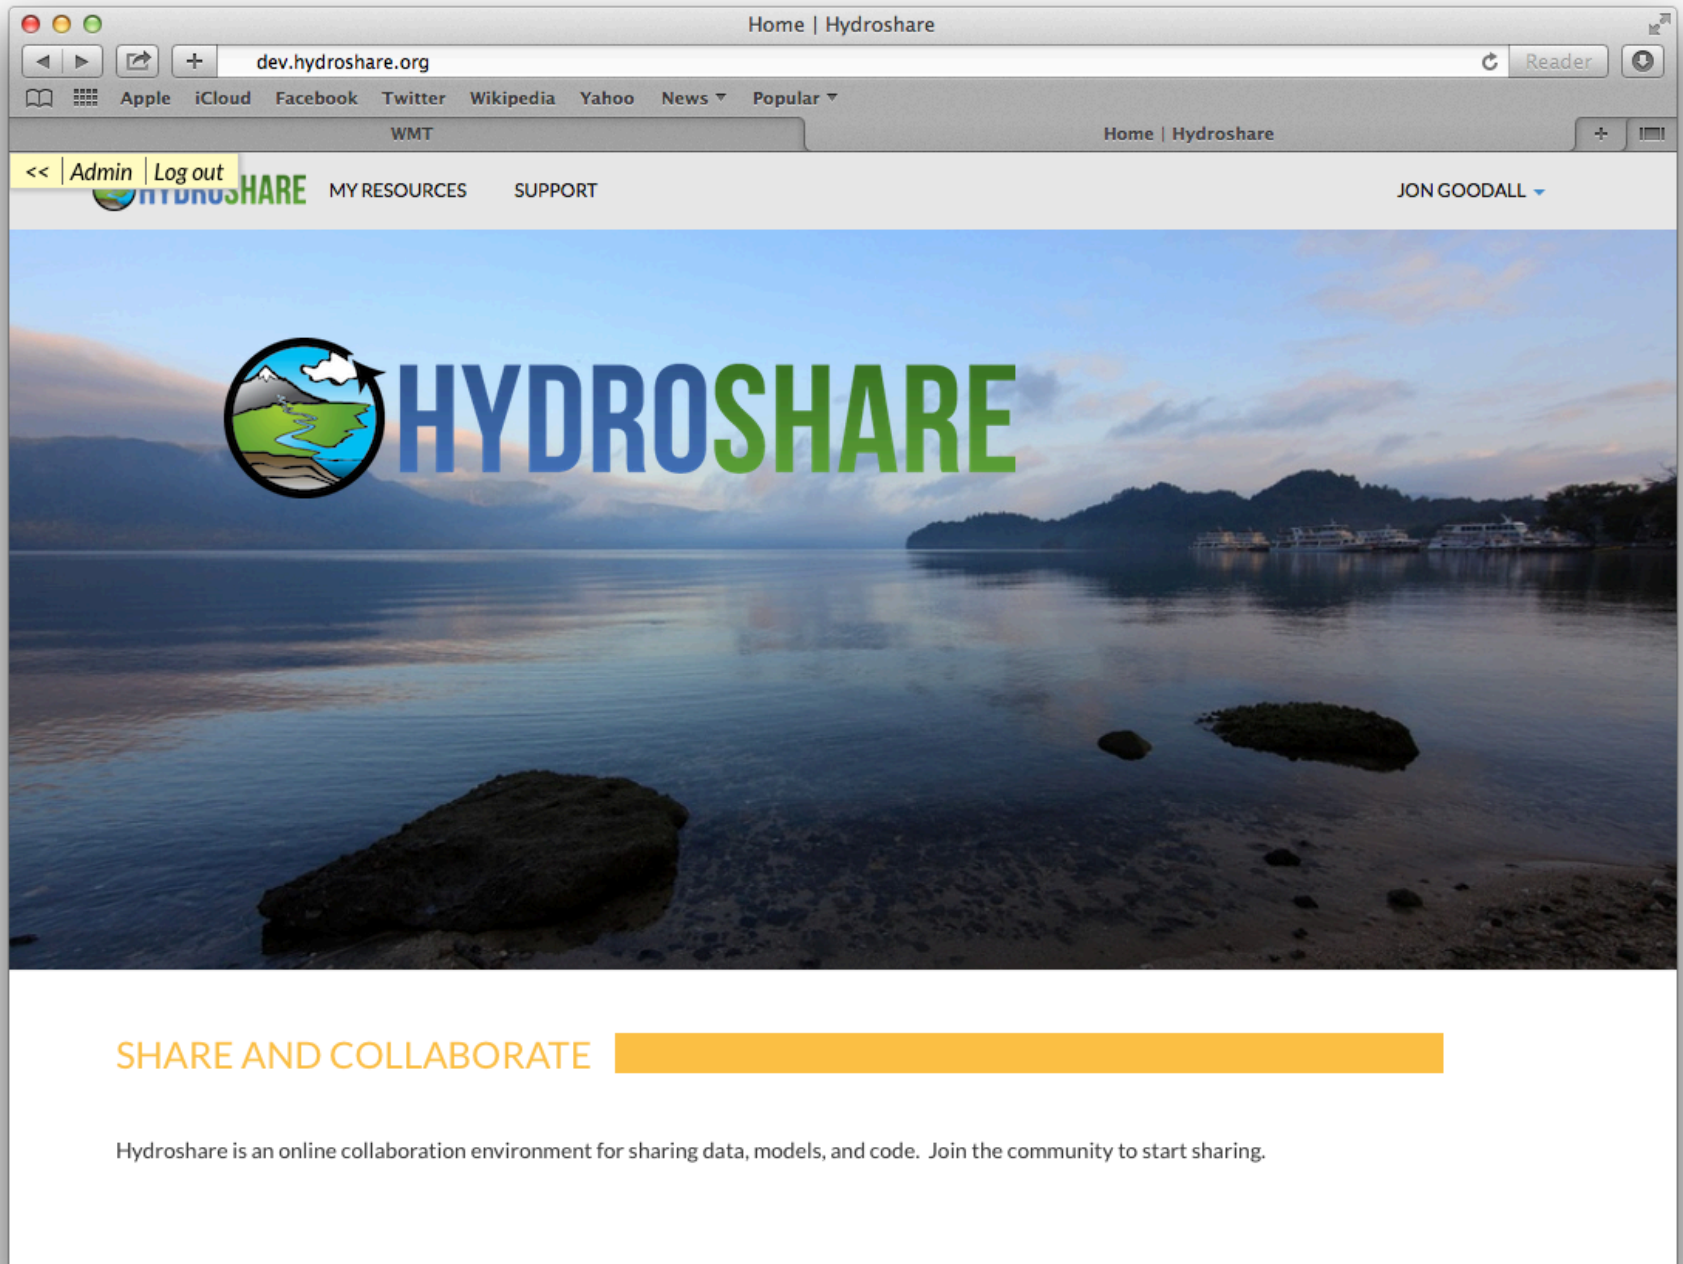 Home | Hydroshare
dev.hydroshare.org
Reader
Apple iCloud Facebook Twitter Wikipedia Yahoo News Popular
WMT
Home | Hydroshare
<< Admin Log out
HYDROSHARE MY RESOURCES SUPPORT JON GOODALL
HYDROSHARE
SHARE AND COLLABORATE
Hydroshare is an online collaboration environment for sharing data, models, and code. Join the community to start sharing.